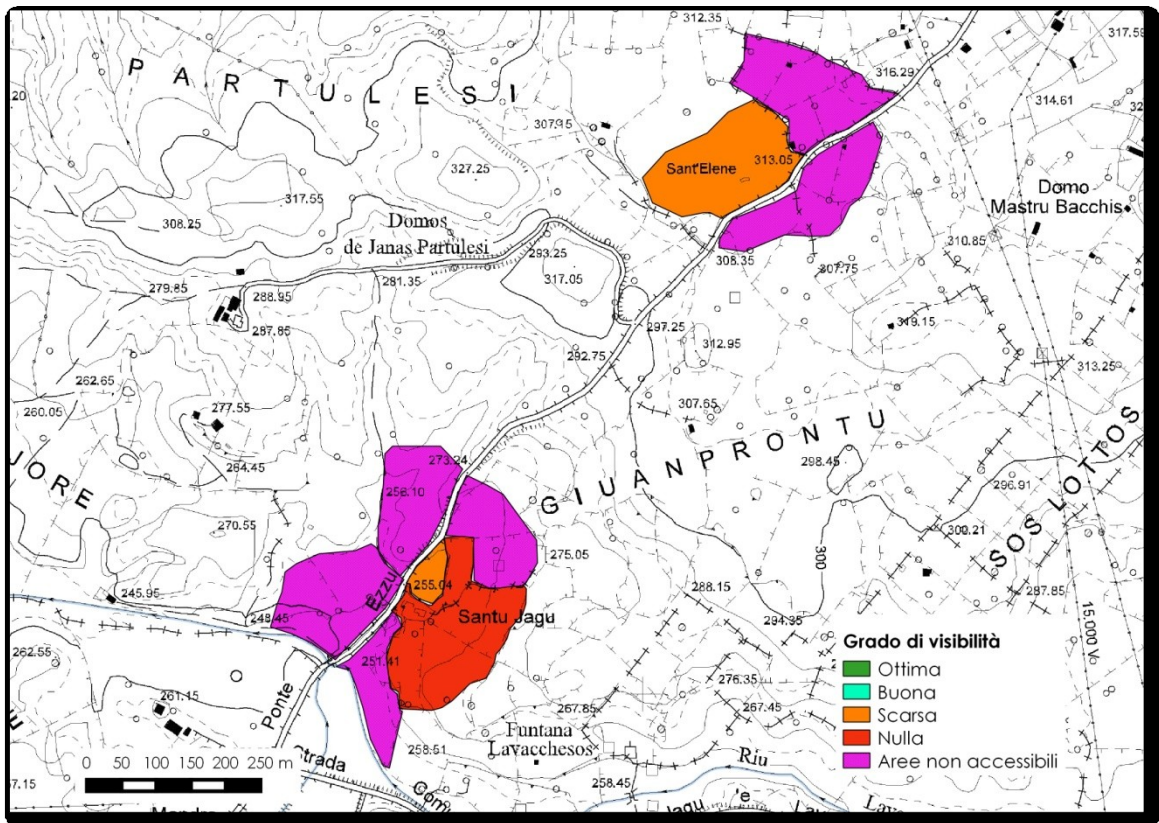 312.35
317.59
PARTULESI
316.29
314.61
307.15
327.25
Sant'Elene
313.05
317.55
308.25
Domo
Mastru Bacchis
Domos
de Janas Partulesi
310.85
293.25
308.35
307.75
279.85
281.35
317.05
288.95
287.85
297.25
319.15
312.95
292.75
313.25
262.65
260.05
277.55
307.65
GIUANPRONTU
264.45
273.24
298.45
296.91
SOS LOTTOS
JORE
256.10
270.55
300.21
275.05
300
255.04
Ezzu
288.15
287.85
245.95
248.45
Santu Jagu
294.35
15.000 Vo
251.41
262.55
Grado di visibilità
Ottima
Buona
Scarsa
Nulla
Aree non accessibili
276.35
261.15
Ponte
267.85
267.45
Funtana
Lavacchesos
258.61
Riu
Strada
0 50 100 150 200 250 m
258.45